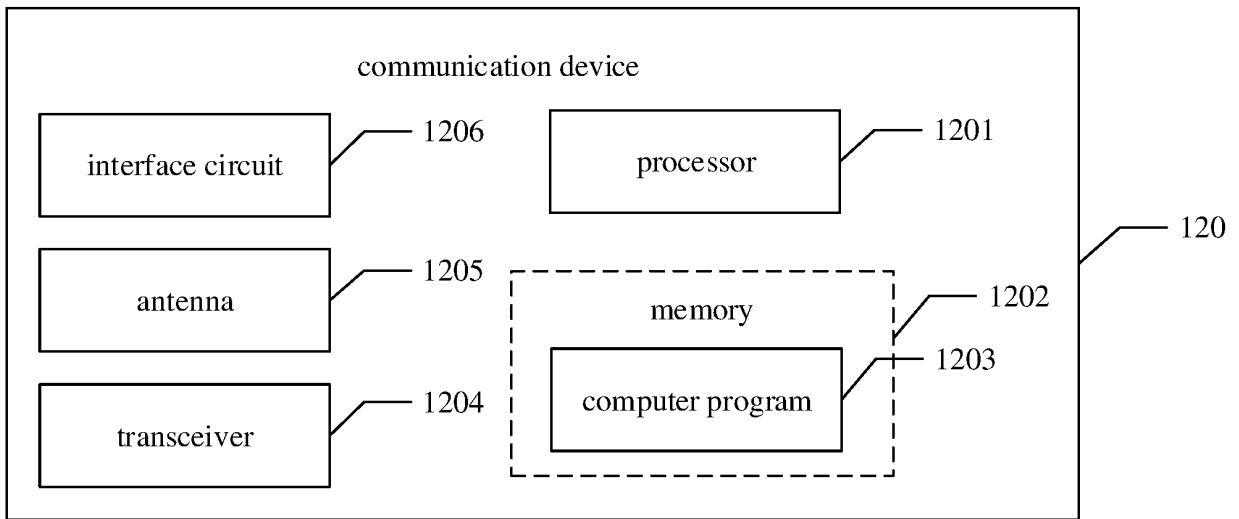 communication device
interface circuit
1206
processor
1201
120
antenna
1205
memory
1202
computer program
1203
transceiver
1204